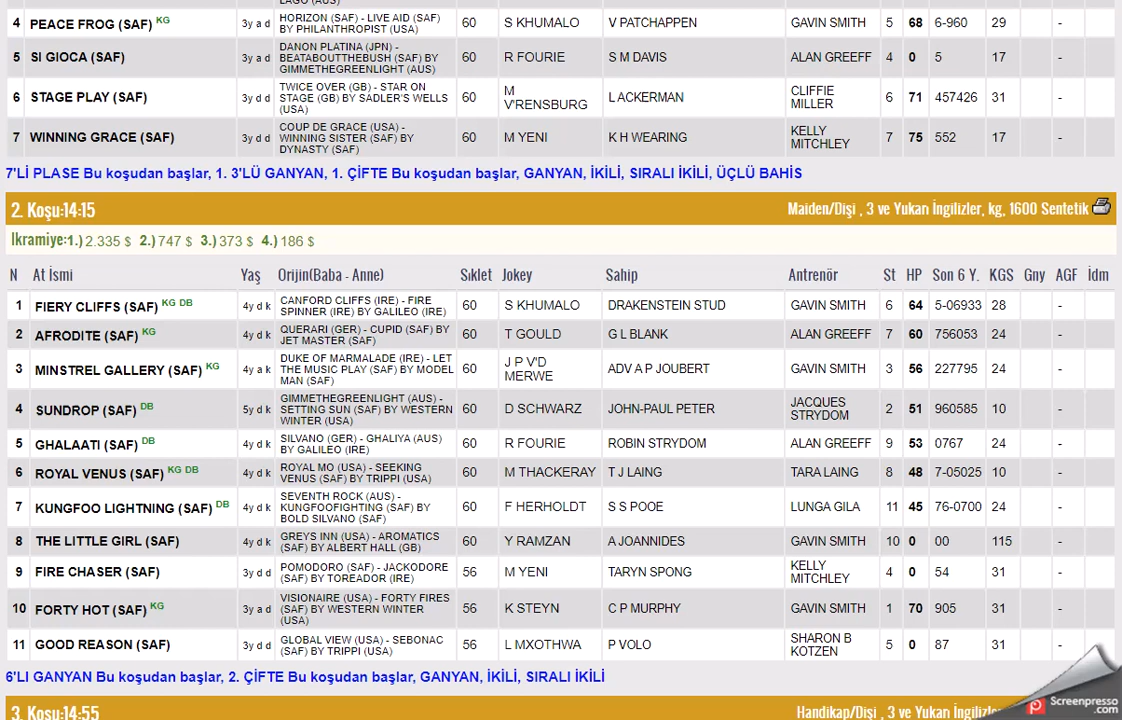 LAGO (AUS)
4 PEACE FROG (SAF) KG 3y a d HORIZON (SAF) - LIVE AID (SAF) BY PHILANTHROPIST (USA) 60 S KHUMALO V PATCHAPPEN GAVIN SMITH 5 68 6-960 29 -
5 SI GIOCA (SAF) 3y a d DANON PLATINA (JPN) - BEATABOUTTHEBUSH (SAF) BY GIMMETHEGREENLIGHT (AUS) 60 R FOURIE S M DAVIS ALAN GREEFF 4 0 5 17 -
6 STAGE PLAY (SAF) 3y d d TWICE OVER (GB) - STAR ON STAGE (GB) BY SADLER'S WELLS (USA) 60 M V'RENSBURG L ACKERMAN CLIFFIE MILLER 6 71 457426 31 -
7 WINNING GRACE (SAF) 3y d d COUP DE GRACE (USA) - WINNING SISTER (SAF) BY DYNASTY (SAF) 60 M YENI K H WEARING KELLY MITCHLEY 7 75 552 17 -
7'Lİ PLASE Bu koşudan başlar, 1. 3'LÜ GANYAN, 1. ÇİFTE Bu koşudan başlar, GANYAN, İKİLİ, SIRALI İKİLİ, ÜÇLÜ BAHİS
2. Koşu:14:15 Maiden/Dişi , 3 ve Yukarı İngilizler, kg, 1600 Sentetik
İkramiye:1.) 2.335 $ 2.) 747 $ 3.) 373 $ 4.) 186 $
N At İsmi Yaş Orijin(Baba - Anne) Sıklet Jokey Sahip Antrenör St HP Son 6 Y. KGS Gny AGF İdm
1 FIERY CLIFFS (SAF) KG DB 4y d k CANFORD CLIFFS (IRE) - FIRE SPINNER (IRE) BY GALILEO (IRE) 60 S KHUMALO DRAKENSTEIN STUD GAVIN SMITH 6 64 5-06933 28 -
2 AFRODITE (SAF) KG 4y d k QUERARI (GER) - CUPID (SAF) BY JET MASTER (SAF) 60 T GOULD G L BLANK ALAN GREEFF 7 60 756053 24 -
3 MINSTREL GALLERY (SAF) KG 4y a k DUKE OF MARMALADE (IRE) - LET THE MUSIC PLAY (SAF) BY MODEL MAN (SAF) 60 J P V'D MERWE ADV A P JOUBERT GAVIN SMITH 3 56 227795 24 -
4 SUNDROP (SAF) DB 5y d k GIMMETHEGREENLIGHT (AUS) - SETTING SUN (SAF) BY WESTERN WINTER (USA) 60 D SCHWARZ JOHN-PAUL PETER JACQUES STRYDOM 2 51 960585 10 -
5 GHALAATI (SAF) DB 4y d k SILVANO (GER) - GHALIYA (AUS) BY GALILEO (IRE) 60 R FOURIE ROBIN STRYDOM ALAN GREEFF 9 53 0767 24 -
6 ROYAL VENUS (SAF) KG DB 4y d k ROYAL MO (USA) - SEEKING VENUS (SAF) BY TRIPPI (USA) 60 M THACKERAY T J LAING TARA LAING 8 48 7-05025 10 -
7 KUNGFOO LIGHTNING (SAF) DB 4y d k SEVENTH ROCK (AUS) - KUNGFOOFIGHTING (SAF) BY BOLD SILVANO (SAF) 60 F HERHOLDT S S POOE LUNGA GILA 11 45 76-0700 24 -
8 THE LITTLE GIRL (SAF) 4y d k GREYS INN (USA) - AROMATICS (SAF) BY ALBERT HALL (GB) 60 Y RAMZAN A JOANNIDES GAVIN SMITH 10 0 00 115 -
9 FIRE CHASER (SAF) 3y d d POMODORO (SAF) - JACKODORE (SAF) BY TOREADOR (IRE) 56 M YENI TARYN SPONG KELLY MITCHLEY 4 0 54 31 -
10 FORTY HOT (SAF) KG 3y a d VISIONAIRE (USA) - FORTY FIRES (SAF) BY WESTERN WINTER (USA) 56 K STEYN C P MURPHY GAVIN SMITH 1 70 905 31 -
11 GOOD REASON (SAF) 3y d d GLOBAL VIEW (USA) - SEBONAC (SAF) BY TRIPPI (USA) 56 L MXOTHWA P VOLO SHARON B KOTZEN 5 0 87 31 -
6'LI GANYAN Bu koşudan başlar, 2. ÇİFTE Bu koşudan başlar, GANYAN, İKİLİ, SIRALI İKİLİ
3. Koşu:14:55 Handikap/Dişi , 3 ve Yukarı
Screenpresso.com